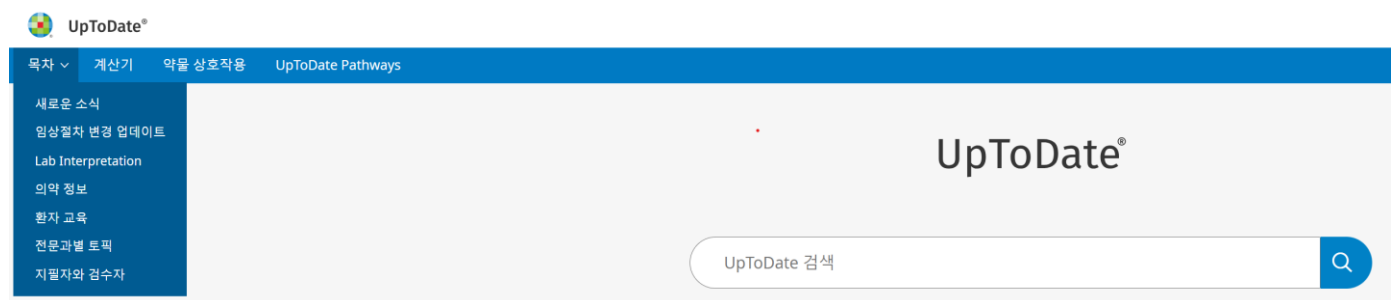 UpToDate®
목차 계산기 약물 상호작용 UpToDate Pathways
새로운 소식
임상절차 변경 업데이트
Lab Interpretation
의약 정보
환자 교육
전문과별 토픽
지필자와 검수자
UpToDate®
UpToDate 검색